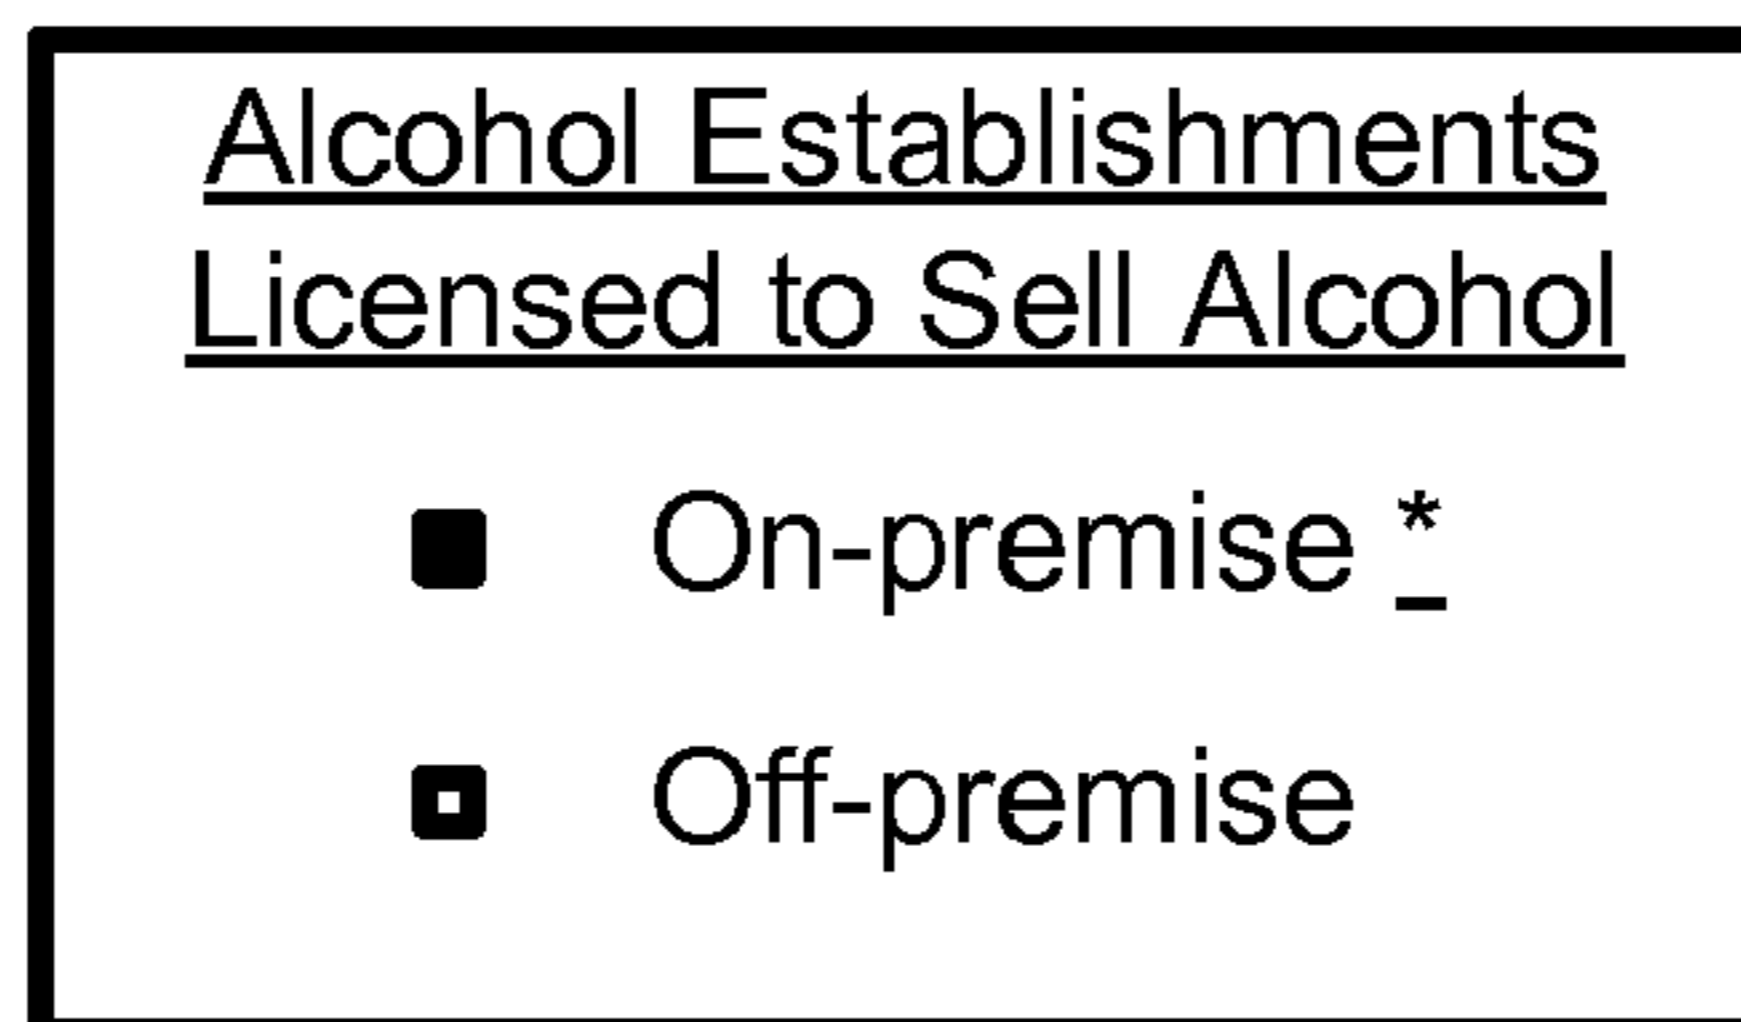 Alcohol Establishments
Licensed to Sell Alcohol
On-premise *
Off-premise